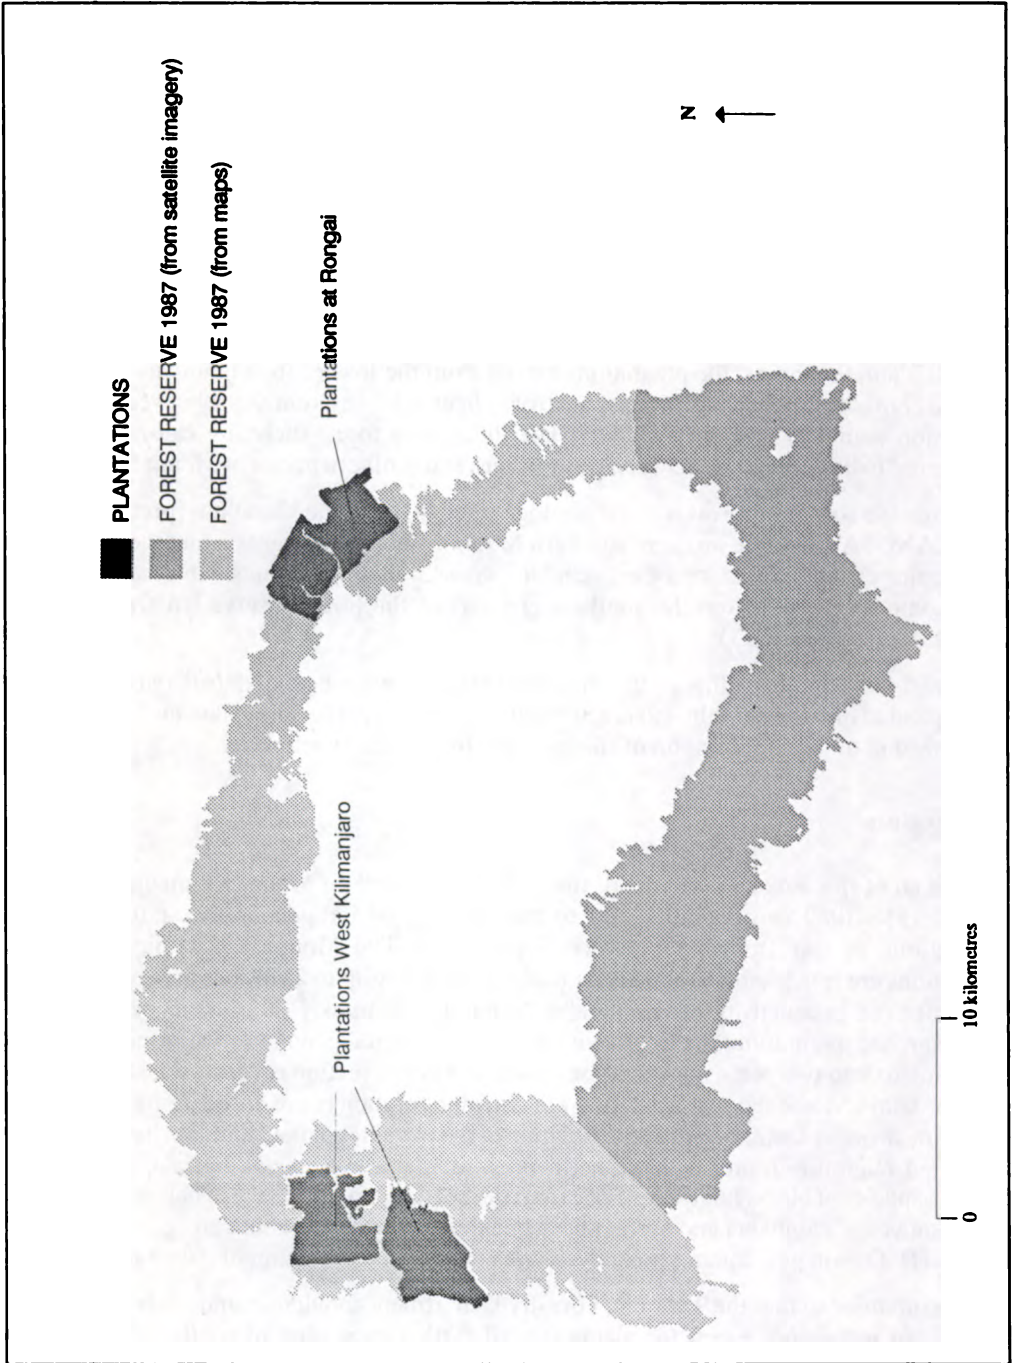 PLANTATIONS
FOREST RESERVE 1987 (from satellite imagery)
FOREST RESERVE 1987 (from maps)
Plantations at Rongai
Plantations West Kilimanjaro
N
0
10 kilometres